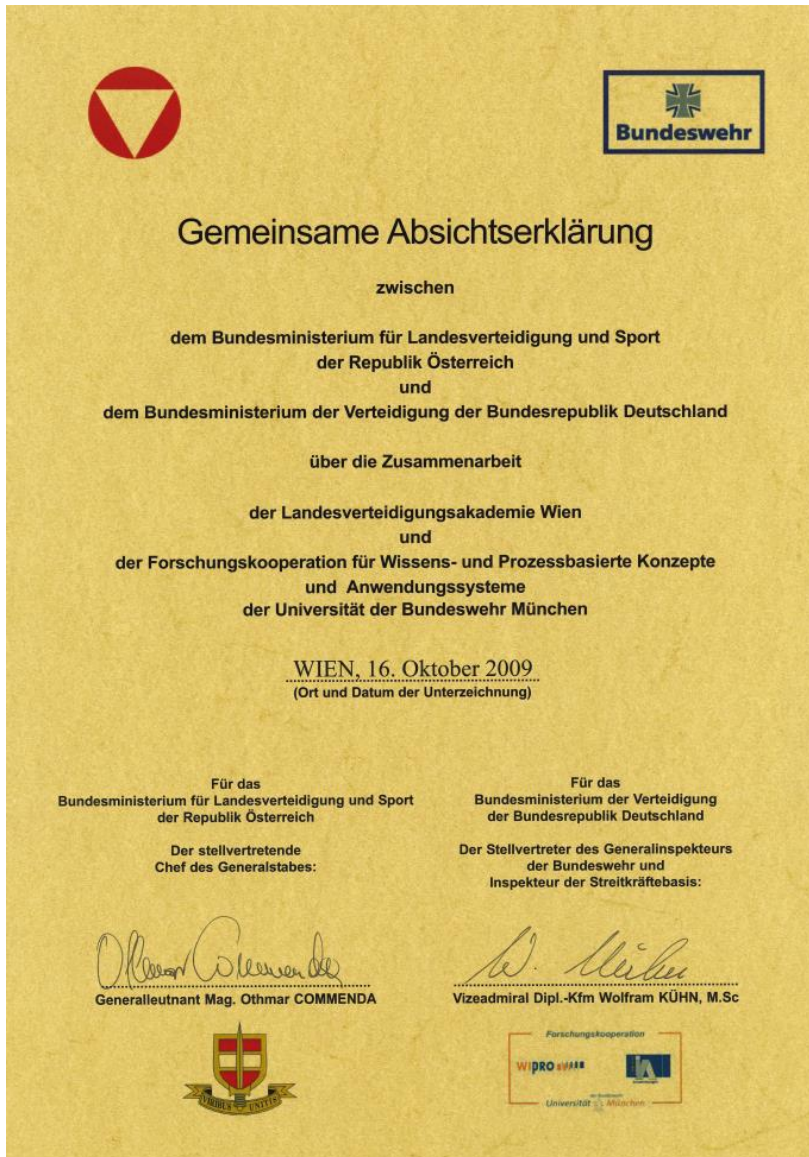 Bundeswehr
Gemeinsame Absichtserklärung
zwischen
dem Bundesministerium für Landesverteidigung und Sport
der Republik Österreich
und
dem Bundesministerium der Verteidigung der Bundesrepublik Deutschland
über die Zusammenarbeit
der Landesverteidigungsakademie Wien
und
der Forschungskooperation für Wissens- und Prozessbasierte Konzepte
und Anwendungssysteme
der Universität der Bundeswehr München
WIEN, 16. Oktober 2009
(Ort und Datum der Unterzeichnung)
Für das
Bundesministerium für Landesverteidigung und Sport
der Republik Österreich
Der stellvertretende
Chef des Generalstabes:
Othmar Commenda
Generalleutnant Mag. Othmar COMMENDA
Für das
Bundesministerium der Verteidigung
der Bundesrepublik Deutschland
Der Stellvertreter des Generalinspekteurs
der Bundeswehr und
Inspekteur der Streitkräftebasis:
W. Kühn
Vizeadmiral Dipl.-Kfm Wolfram KÜHN, M.Sc
VIRIBUS UNITIS
Forschungskooperation
WIPRO
Universität München